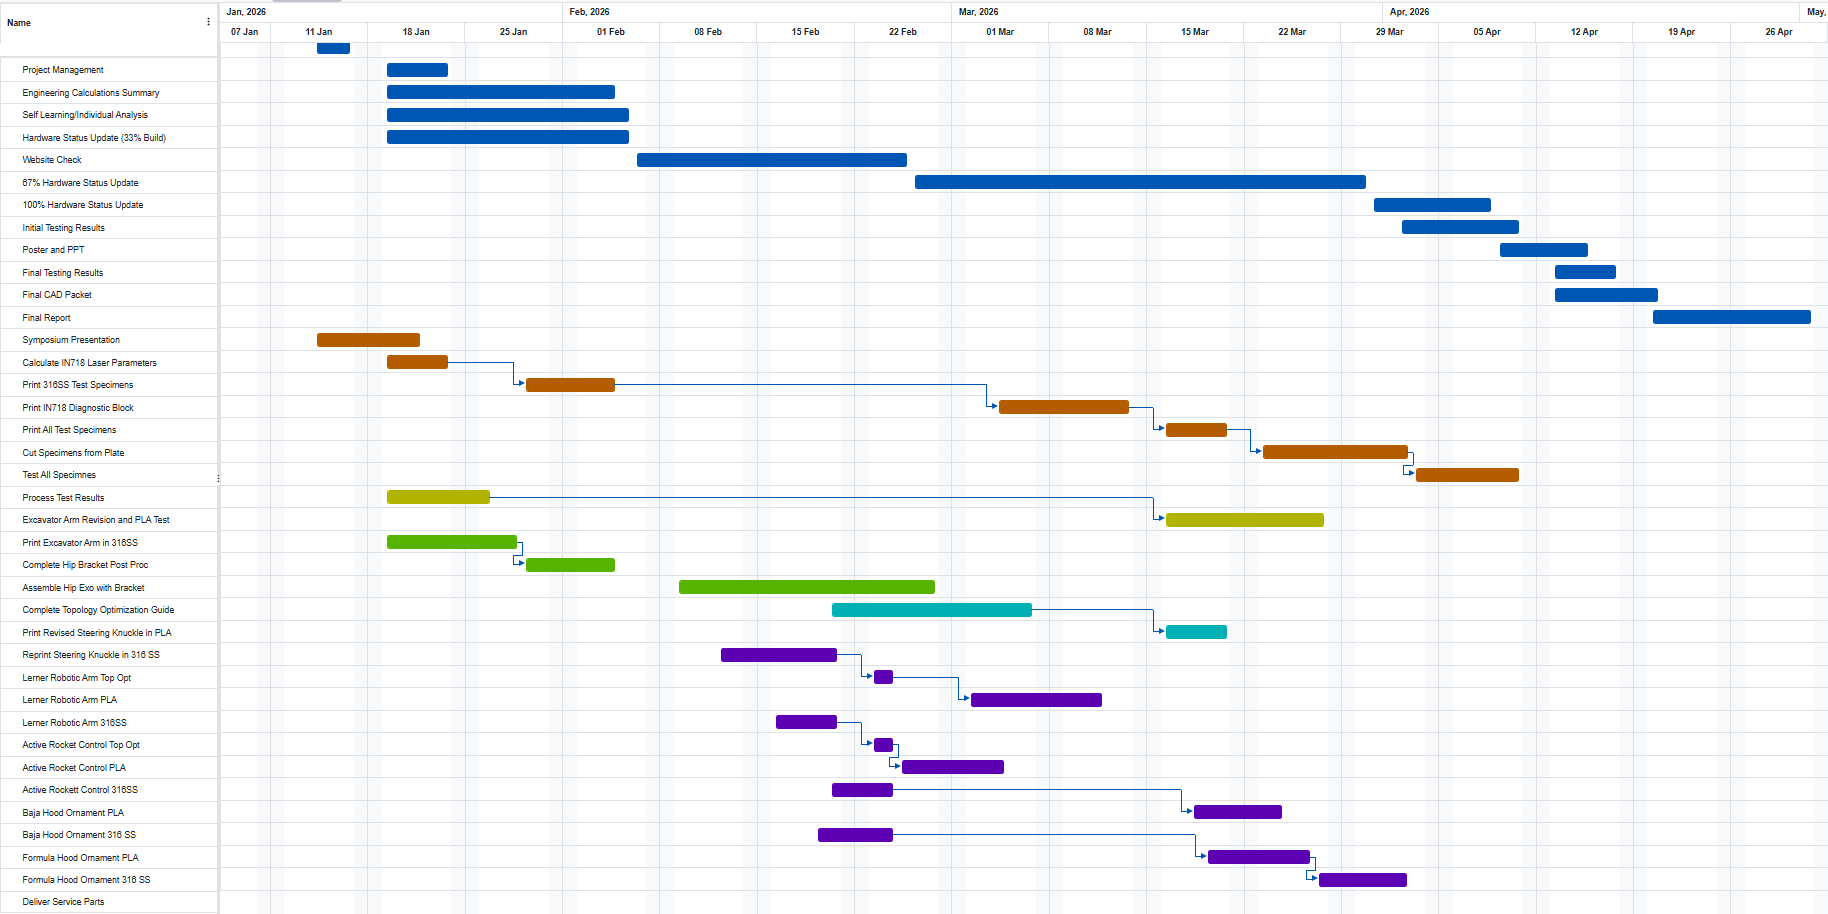 Name
Jan, 2026
Feb, 2026
Mar, 2026
Apr, 2026
May,
07 Jan
11 Jan
18 Jan
25 Jan
01 Feb
08 Feb
15 Feb
22 Feb
01 Mar
08 Mar
15 Mar
22 Mar
29 Mar
05 Apr
12 Apr
19 Apr
26 Apr
Project Management
Engineering Calculations Summary
Self Learning/Individual Analysis
Hardware Status Update (33% Build)
Website Check
67% Hardware Status Update
100% Hardware Status Update
Initial Testing Results
Poster and PPT
Final Testing Results
Final CAD Packet
Final Report
Symposium Presentation
Calculate IN718 Laser Parameters
Print 316SS Test Specimens
Print IN718 Diagnostic Block
Print All Test Specimens
Cut Specimens from Plate
Test All Specimnes
Process Test Results
Excavator Arm Revision and PLA Test
Print Excavator Arm in 316SS
Complete Hip Bracket Post Proc
Assemble Hip Exo with Bracket
Complete Topology Optimization Guide
Print Revised Steering Knuckle in PLA
Reprint Steering Knuckle in 316 SS
Lerner Robotic Arm Top Opt
Lerner Robotic Arm PLA
Lerner Robotic Arm 316SS
Active Rocket Control Top Opt
Active Rocket Control PLA
Active Rockett Control 316SS
Baja Hood Ornament PLA
Baja Hood Ornament 316 SS
Formula Hood Ornament PLA
Formula Hood Ornament 316 SS
Deliver Service Parts